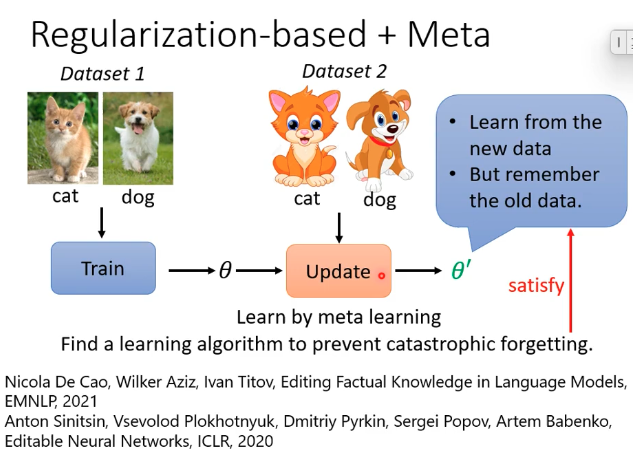 Regularization-based + Meta
Dataset 1
Dataset 2
cat
dog
cat
dog
• Learn from the
new data
• But remember
the old data.
Train
θ
Update
θ′
satisfy
Learn by meta learning
Find a learning algorithm to prevent catastrophic forgetting.
Nicola De Cao, Wilker Aziz, Ivan Titov, Editing Factual Knowledge in Language Models,
EMNLP, 2021
Anton Sinitsin, Vsevolod Plokhotnyuk, Dmitriy Pyrkin, Sergei Popov, Artem Babenko,
Editable Neural Networks, ICLR, 2020